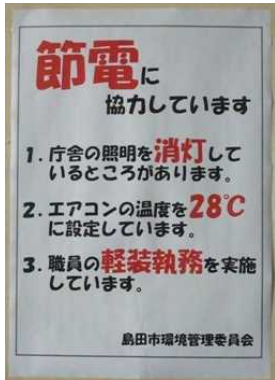 節電に
協力しています
1. 庁舎の照明を消灯して
いるところがあります。
2. エアコンの温度を28℃
に設定しています。
3. 職員の軽装執務を実施
しています。
島田市環境管理委員会